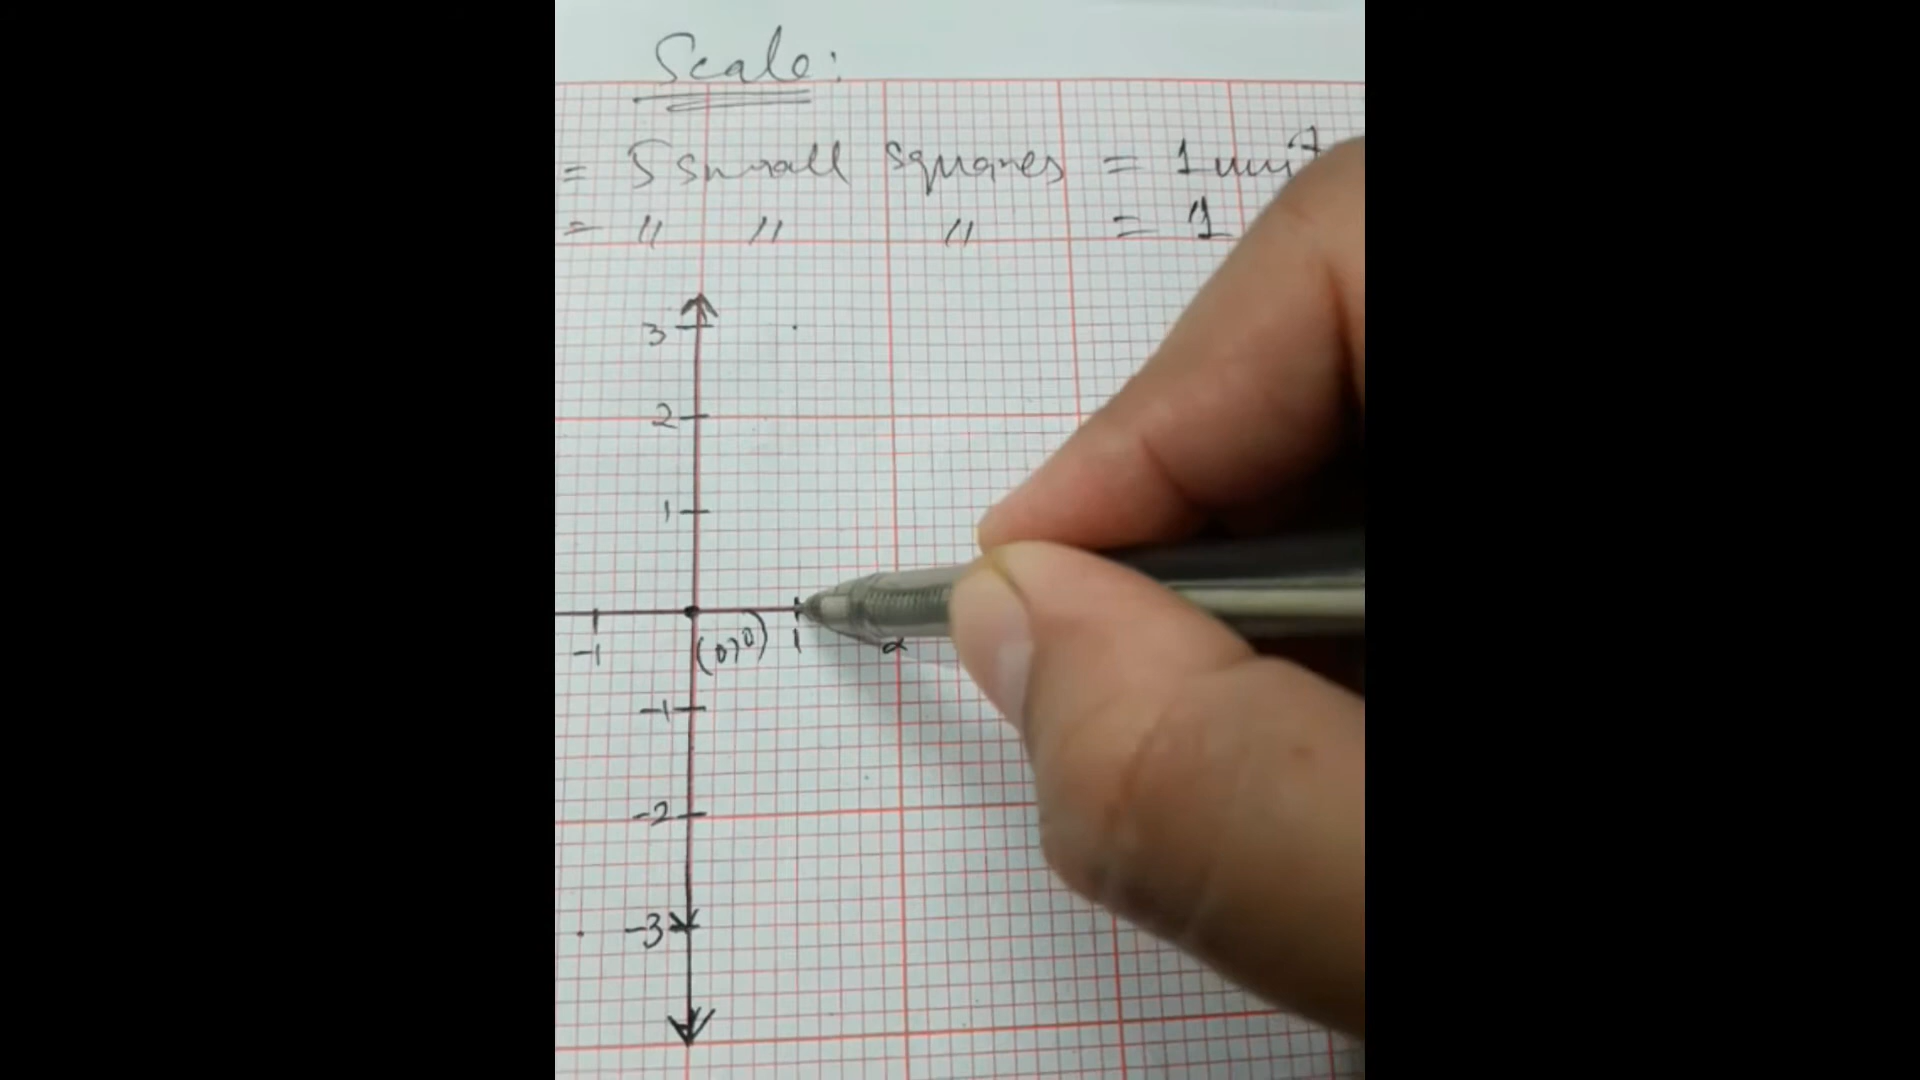 Scale:
= 5 small squares = 1 unit
= " " " = 1
3
2
1
-1 (0,0) 1 2
-1
-2
-3